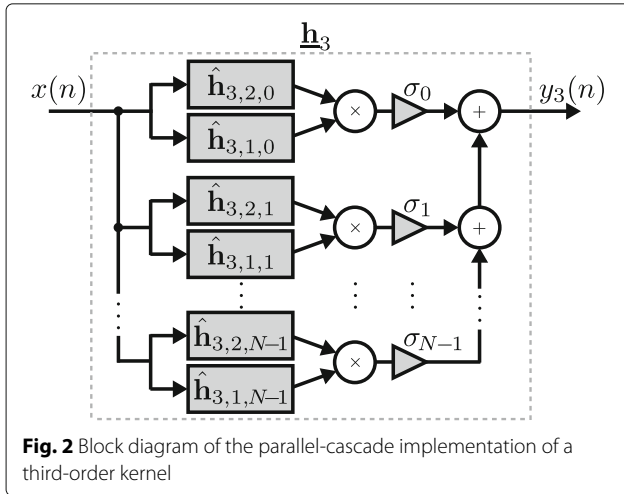 h₃
x(n) ĥ₃,₂,₀ × σ₀ + y₃(n)
ĥ₃,₁,₀
ĥ₃,₂,₁ × σ₁ +
ĥ₃,₁,₁
ĥ₃,₂,N−1 × σN−1
ĥ₃,₁,N−1
Fig. 2 Block diagram of the parallel-cascade implementation of a
third-order kernel